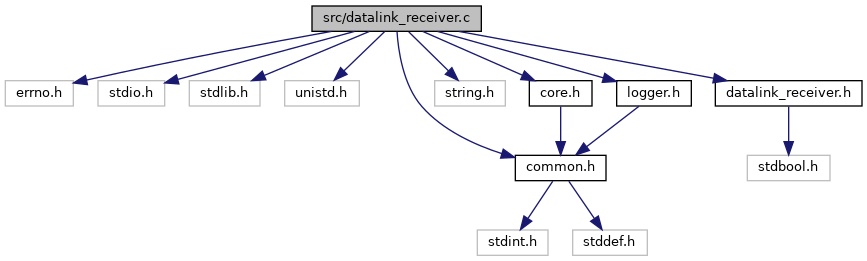 src/datalink_receiver.c
errno.h
stdio.h
stdlib.h
unistd.h
string.h
core.h
logger.h
datalink_receiver.h
common.h
stdbool.h
stdint.h
stddef.h